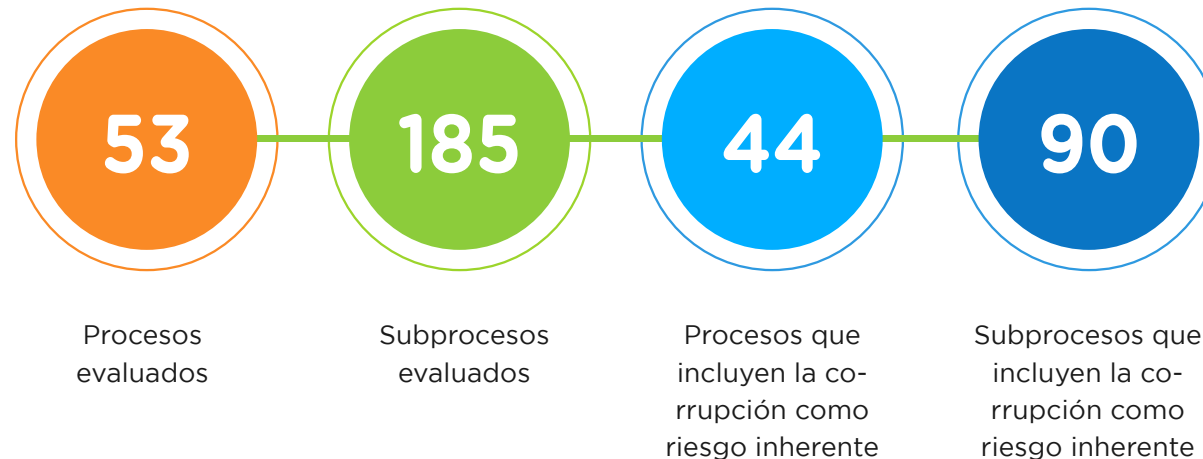 53
185
44
90
Procesos
evaluados
Subprocesos
evaluados
Procesos que
incluyen la co-
rrupción como
riesgo inherente
Subprocesos que
incluyen la co-
rrupción como
riesgo inherente